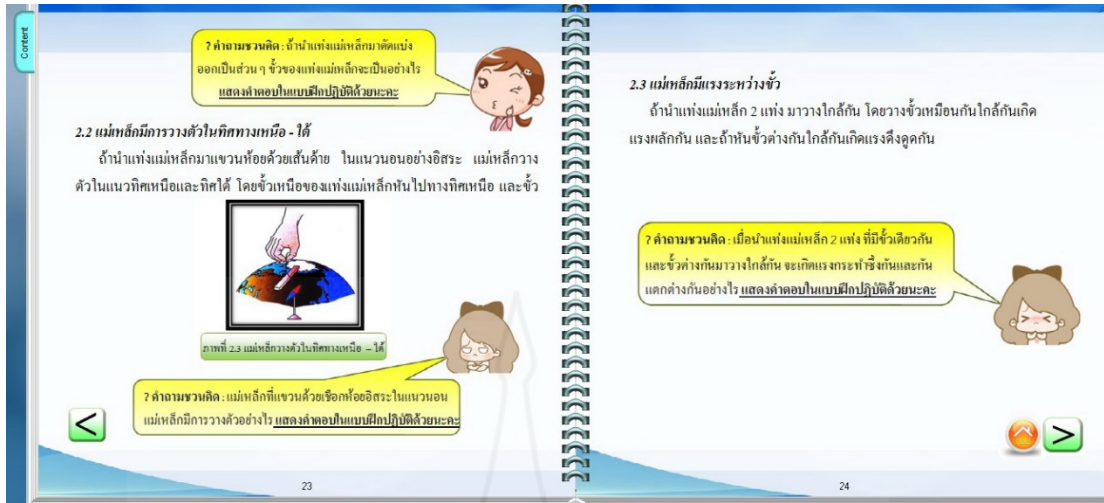 Content
? คำถามชวนคิด : ถ้านำแท่งแม่เหล็กมาตัดแบ่ง
ออกเป็นส่วน ๆ ขั้วของแท่งแม่เหล็กจะเป็นอย่างไร
แสดงคำตอบในแบบฝึกปฏิบัติด้วยนะคะ
2.2 แม่เหล็กมีการวางตัวในทิศทางเหนือ - ใต้
ถ้านำแท่งแม่เหล็กมาแขวนห้อยด้วยเส้นด้าย ในแนวนอนอย่างอิสระ แม่เหล็กวาง
ตัวในแนวทิศเหนือและทิศใต้ โดยขั้วเหนือของแท่งแม่เหล็กหันไปทางทิศเหนือ และขั้ว
ภาพที่ 2.3 แม่เหล็กวางตัวในทิศทางเหนือ – ใต้
? คำถามชวนคิด : แม่เหล็กที่แขวนด้วยเชือกห้อยอิสระในแนวนอน
แม่เหล็กมีการวางตัวอย่างไร แสดงคำตอบในแบบฝึกปฏิบัติด้วยนะคะ
<
23
2.3 แม่เหล็กมีแรงระหว่างขั้ว
ถ้านำแท่งแม่เหล็ก 2 แท่ง มาวางใกล้กัน โดยวางขั้วเหมือนกันใกล้กันเกิด
แรงผลักกัน และถ้าหันขั้วต่างกันใกล้กันเกิดแรงดึงดูดกัน
? คำถามชวนคิด : เมื่อนำแท่งแม่เหล็ก 2 แท่ง ที่มีขั้วเดียวกัน
และขั้วต่างกันมาวางใกล้กัน จะเกิดแรงกระทำซึ่งกันและกัน
แตกต่างกันอย่างไร แสดงคำตอบในแบบฝึกปฏิบัติด้วยนะคะ
>
24